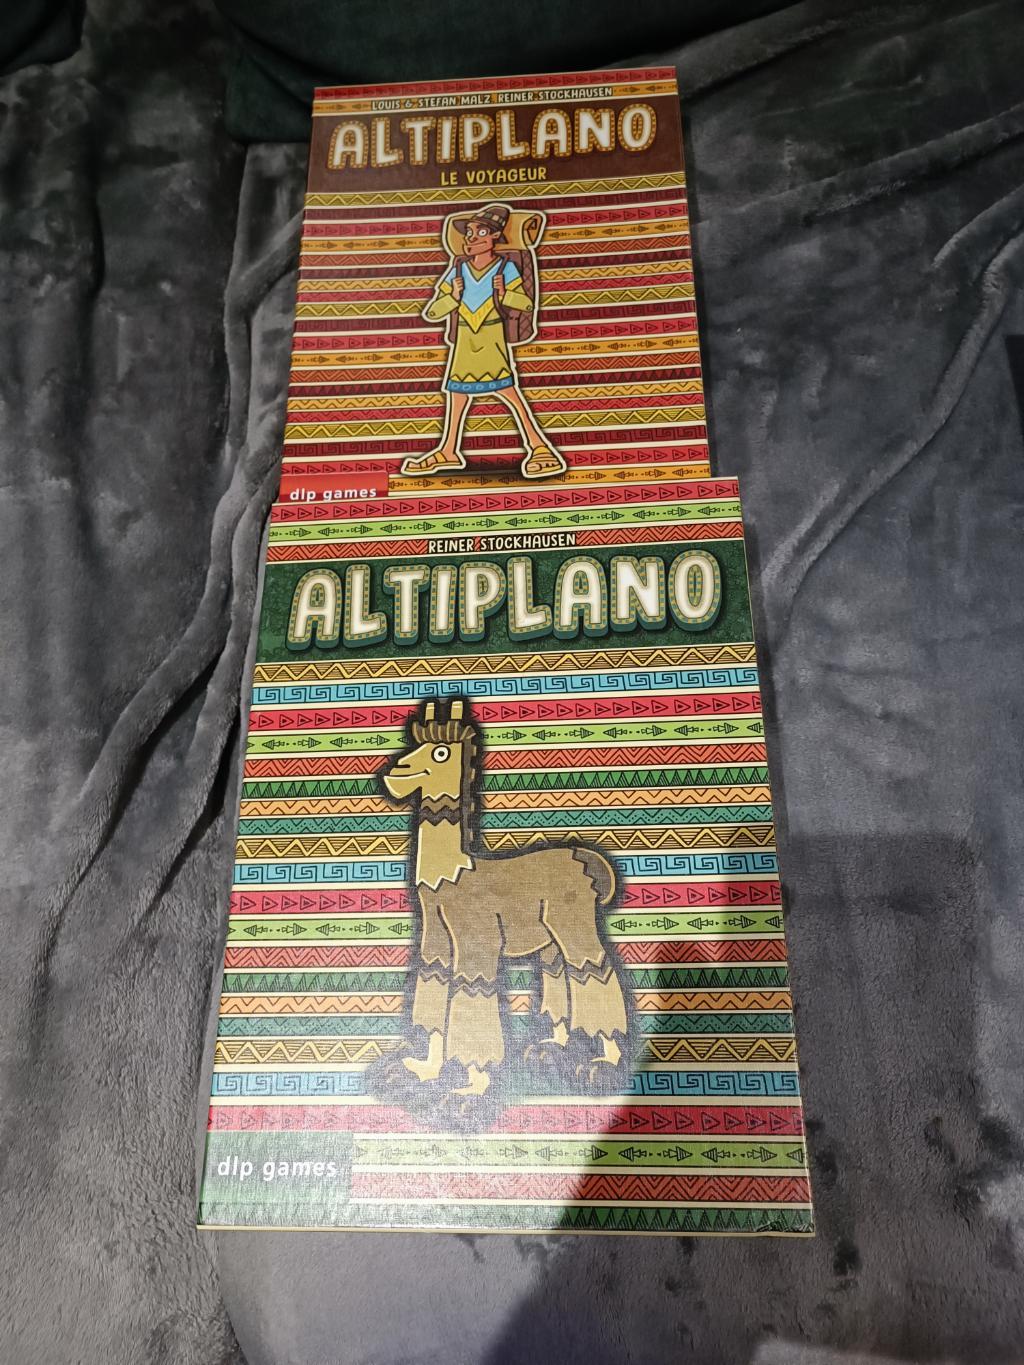 LOUIS & STEFAN MALZ, REINER STOCKHAUSEN
ALTIPLANO
LE VOYAGEUR
dlp games
REINER STOCKHAUSEN
ALTIPLANO
dlp games